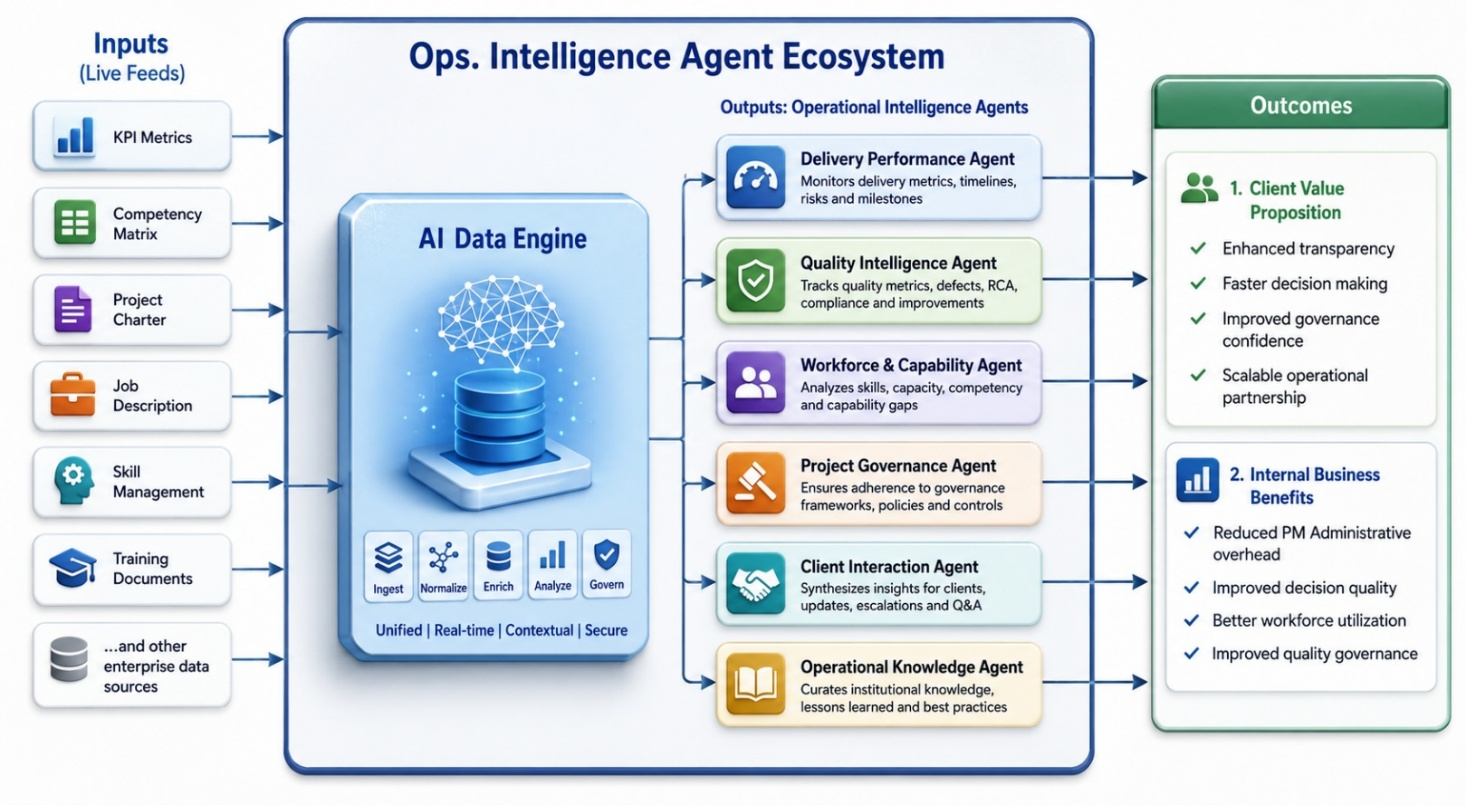 Inputs
(Live Feeds)
KPI Metrics
Competency
Matrix
Project
Charter
Job
Description
Skill
Management
Training
Documents
...and other
enterprise data
sources
Ops. Intelligence Agent Ecosystem
AI Data Engine
Ingest
Normalize
Enrich
Analyze
Govern
Unified | Real-time | Contextual | Secure
Outputs: Operational Intelligence Agents
Delivery Performance Agent
Monitors delivery metrics, timelines,
risks and milestones
Quality Intelligence Agent
Tracks quality metrics, defects, RCA,
compliance and improvements
Workforce & Capability Agent
Analyzes skills, capacity, competency
and capability gaps
Project Governance Agent
Ensures adherence to governance
frameworks, policies and controls
Client Interaction Agent
Synthesizes insights for clients,
updates, escalations and Q&A
Operational Knowledge Agent
Curates institutional knowledge,
lessons learned and best practices
Outcomes
1. Client Value
Proposition
Enhanced transparency
Faster decision making
Improved governance
confidence
Scalable operational
partnership
2. Internal Business
Benefits
Reduced PM Administrative
overhead
Improved decision quality
Better workforce utilization
Improved quality governance